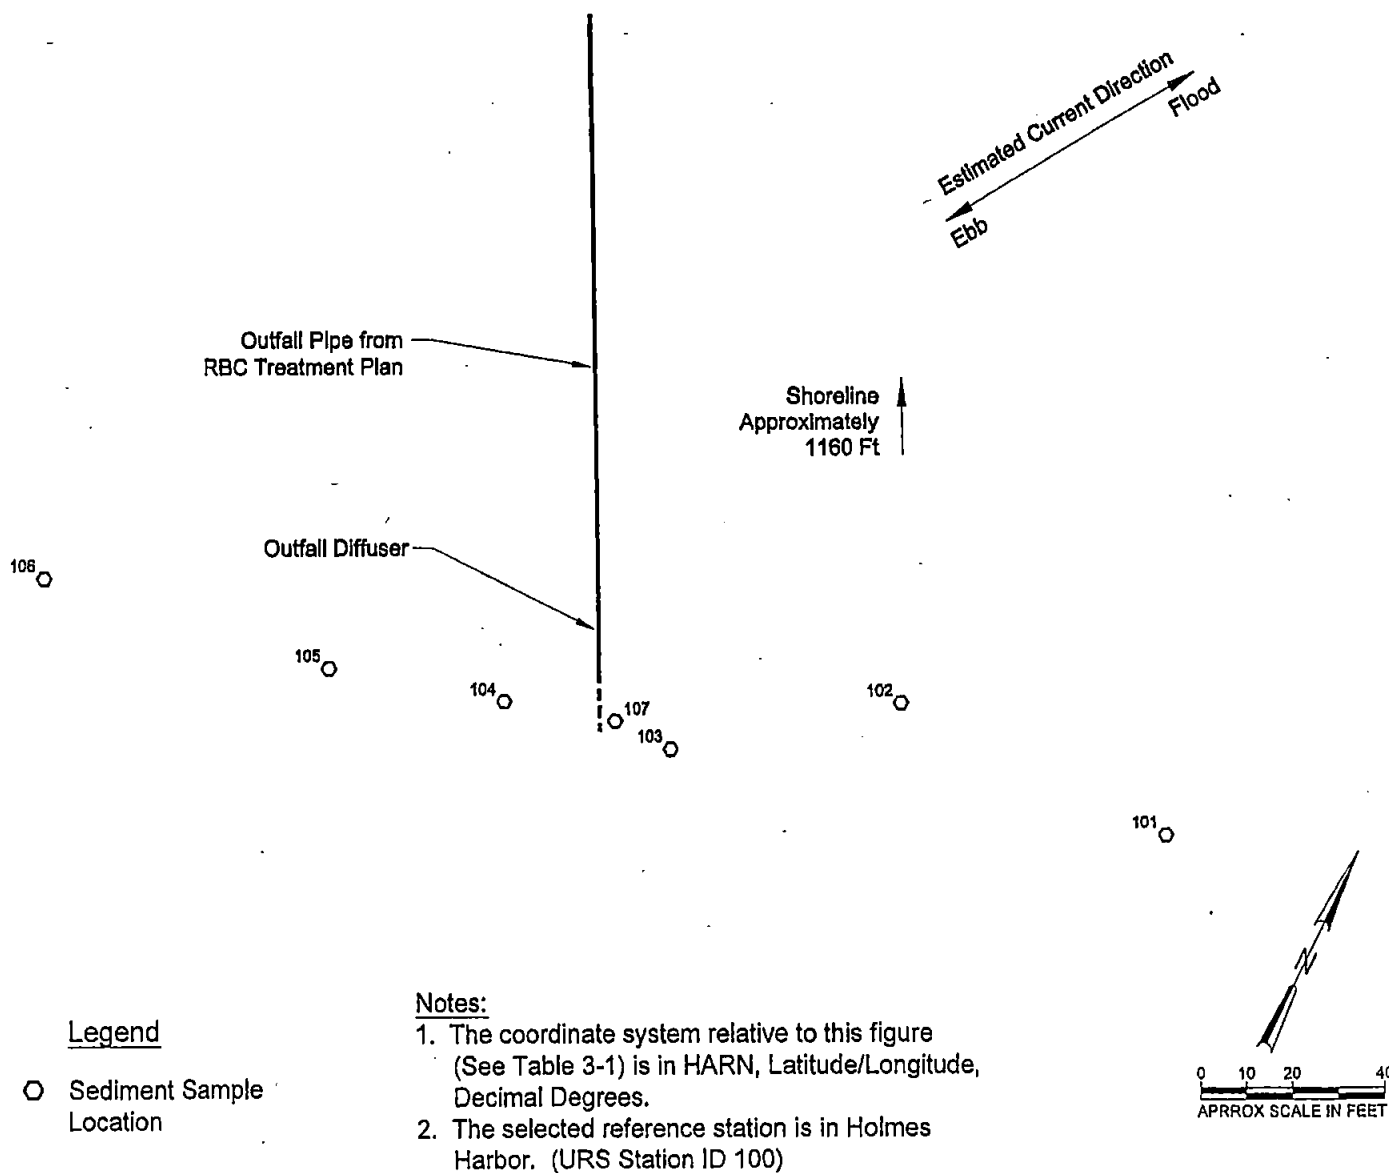 Estimated Current Direction
Flood
Ebb
Outfall Pipe from
RBC Treatment Plan
Shoreline
Approximately
1160 Ft
Outfall Diffuser
106
105
104
107
103
102
101
N
0 10 20 40
APRROX SCALE IN FEET
Legend
Sediment Sample
Location
Notes:
1. The coordinate system relative to this figure
(See Table 3-1) is in HARN, Latitude/Longitude,
Decimal Degrees.
2. The selected reference station is in Holmes
Harbor. (URS Station ID 100)